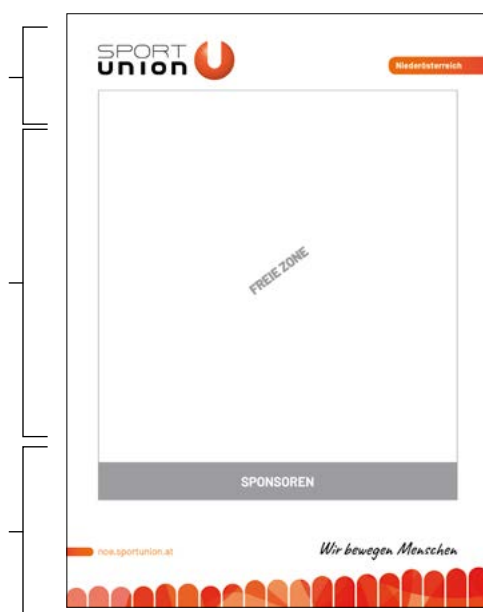 SPORT
UNION
Niederösterreich
FREIE ZONE
SPONSOREN
noe.sportunion.at
Wir bewegen Menschen